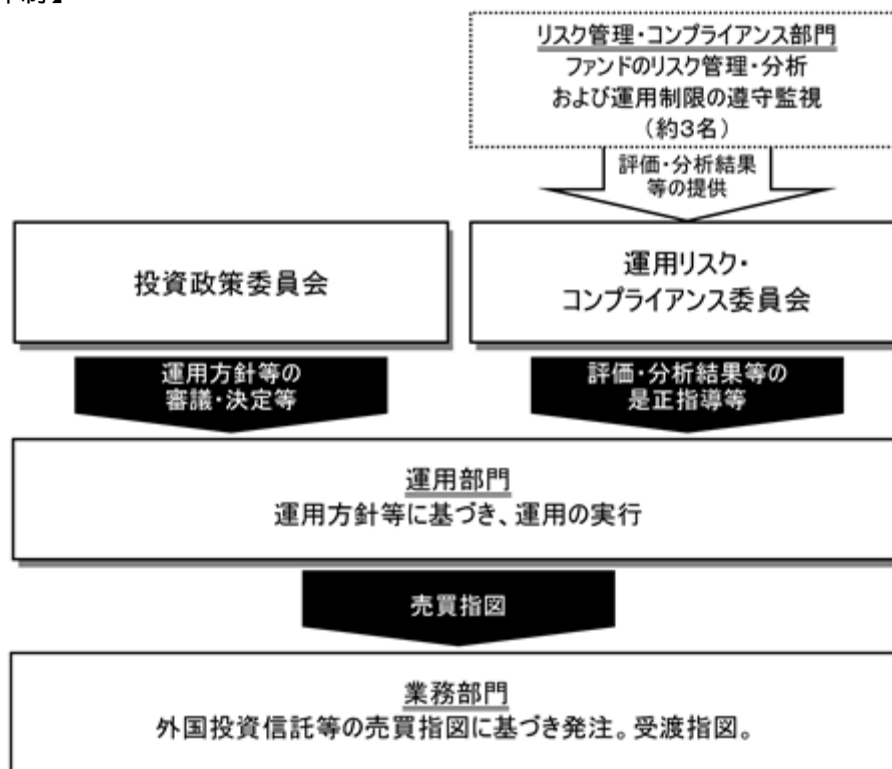 リスク管理・コンプライアンス部門
ファンドのリスク管理・分析
および運用制限の遵守監視
(約3名)
評価・分析結果
等の提供
投資政策委員会
運用リスク・
コンプライアンス委員会
運用方針等の
審議・決定等
評価・分析結果等の
是正指導等
運用部門
運用方針等に基づき、運用の実行
売買指図
業務部門
外国投資信託等の売買指図に基づき発注。受渡指図。